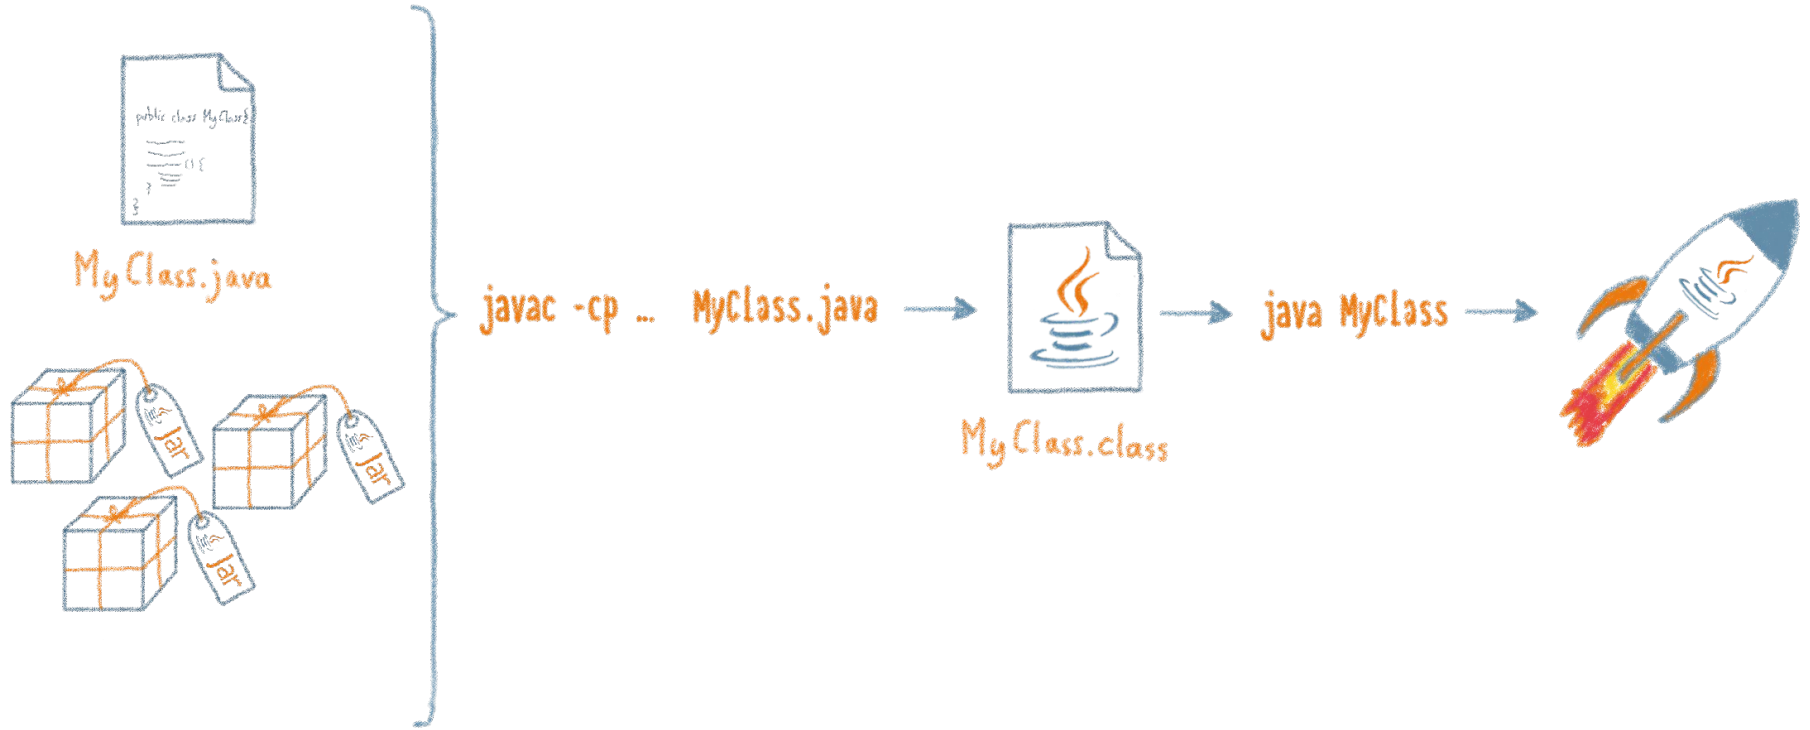 public class MyClass{
() {
}
}
MyClass.java
Jar
Jar
Jar
javac -cp ... MyClass.java
MyClass.class
java MyClass